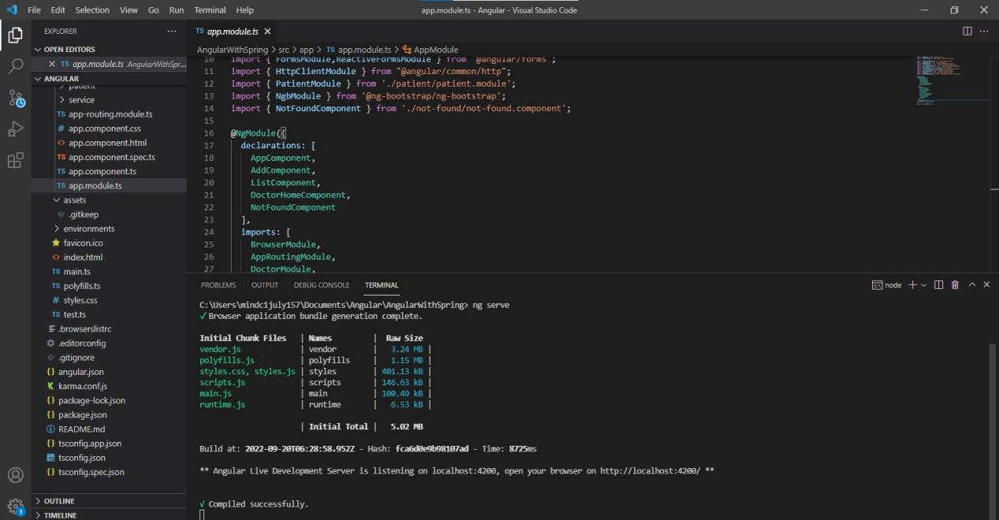 File Edit Selection View Go Run Terminal Help
app.module.ts - Angular - Visual Studio Code
EXPLORER
OPEN EDITORS
TS app.module.ts AngularWithSpr...
ANGULAR
patient
service
TS app-routing.module.ts
# app.component.css
<> app.component.html
TS app.component.spec.ts
TS app.component.ts
TS app.module.ts
assets
.gitkeep
environments
favicon.ico
<> index.html
TS main.ts
TS polyfills.ts
# styles.css
TS test.ts
.browserslistrc
.editorconfig
.gitignore
{} angular.json
karma.conf.js
{} package-lock.json
{} package.json
README.md
{} tsconfig.app.json
tsconfig.json
{} tsconfig.spec.json
OUTLINE
TIMELINE
1
TS app.module.ts
AngularWithSpring > src > app > TS app.module.ts > AppModule
10 import { FormsModule,ReactiveFormsModule } from '@angular/forms';
11 import { HttpClientModule } from "@angular/common/http";
12 import { PatientModule } from './patient/patient.module';
13 import { NgbModule } from '@ng-bootstrap/ng-bootstrap';
14 import { NotFoundComponent } from './not-found/not-found.component';
15
16 @NgModule({
17 declarations: [
18 AppComponent,
19 AddComponent,
20 ListComponent,
21 DoctorHomeComponent,
22 NotFoundComponent
23 ],
24 imports: [
25 BrowserModule,
26 AppRoutingModule,
27 DoctorModule,
PROBLEMS OUTPUT DEBUG CONSOLE TERMINAL
node
C:\Users\mindc1july157\Documents\Angular\AngularWithSpring> ng serve
√ Browser application bundle generation complete.
Initial Chunk Files | Names | Raw Size
vendor.js | vendor | 3.24 MB |
polyfills.js | polyfills | 1.15 MB |
styles.css, styles.js | styles | 401.13 kB |
scripts.js | scripts | 146.63 kB |
main.js | main | 100.49 kB |
runtime.js | runtime | 6.53 kB |
| Initial Total | 5.02 MB
Build at: 2022-09-20T06:28:58.952Z - Hash: fca6d0e9b98107ad - Time: 8725ms
** Angular Live Development Server is listening on localhost:4200, open your browser on http://localhost:4200/ **
√ Compiled successfully.